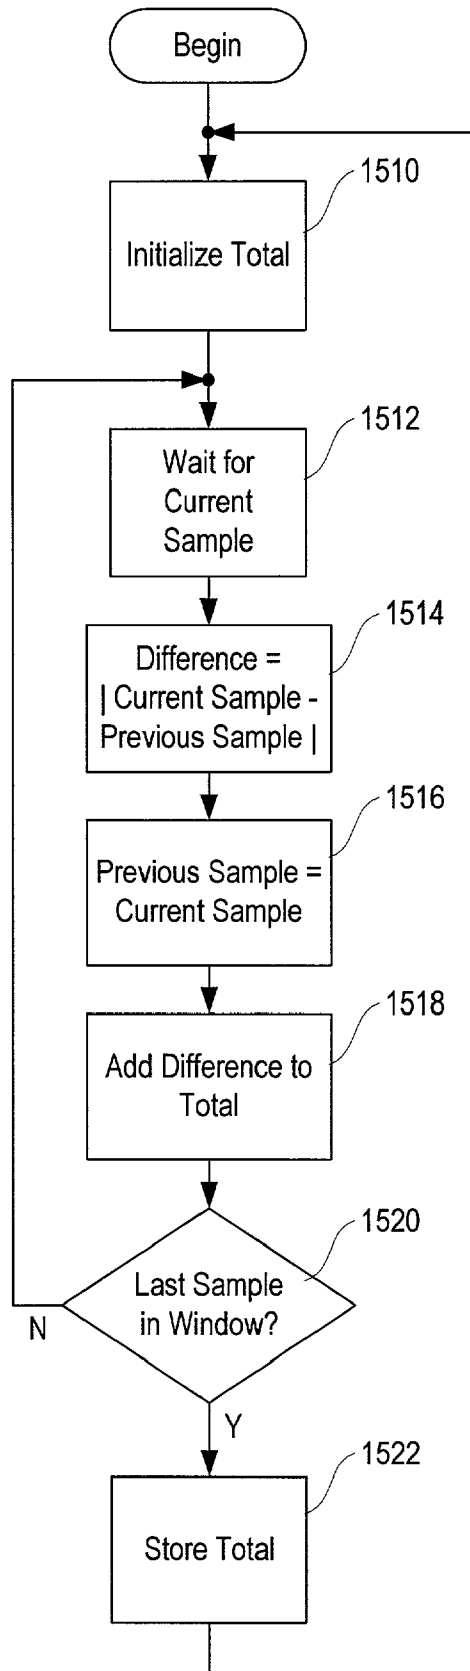 Begin
1510
Initialize Total
1512
Wait for
Current
Sample
1514
Difference =
| Current Sample -
Previous Sample |
1516
Previous Sample =
Current Sample
1518
Add Difference to
Total
1520
Last Sample
in Window?
N
Y
1522
Store Total